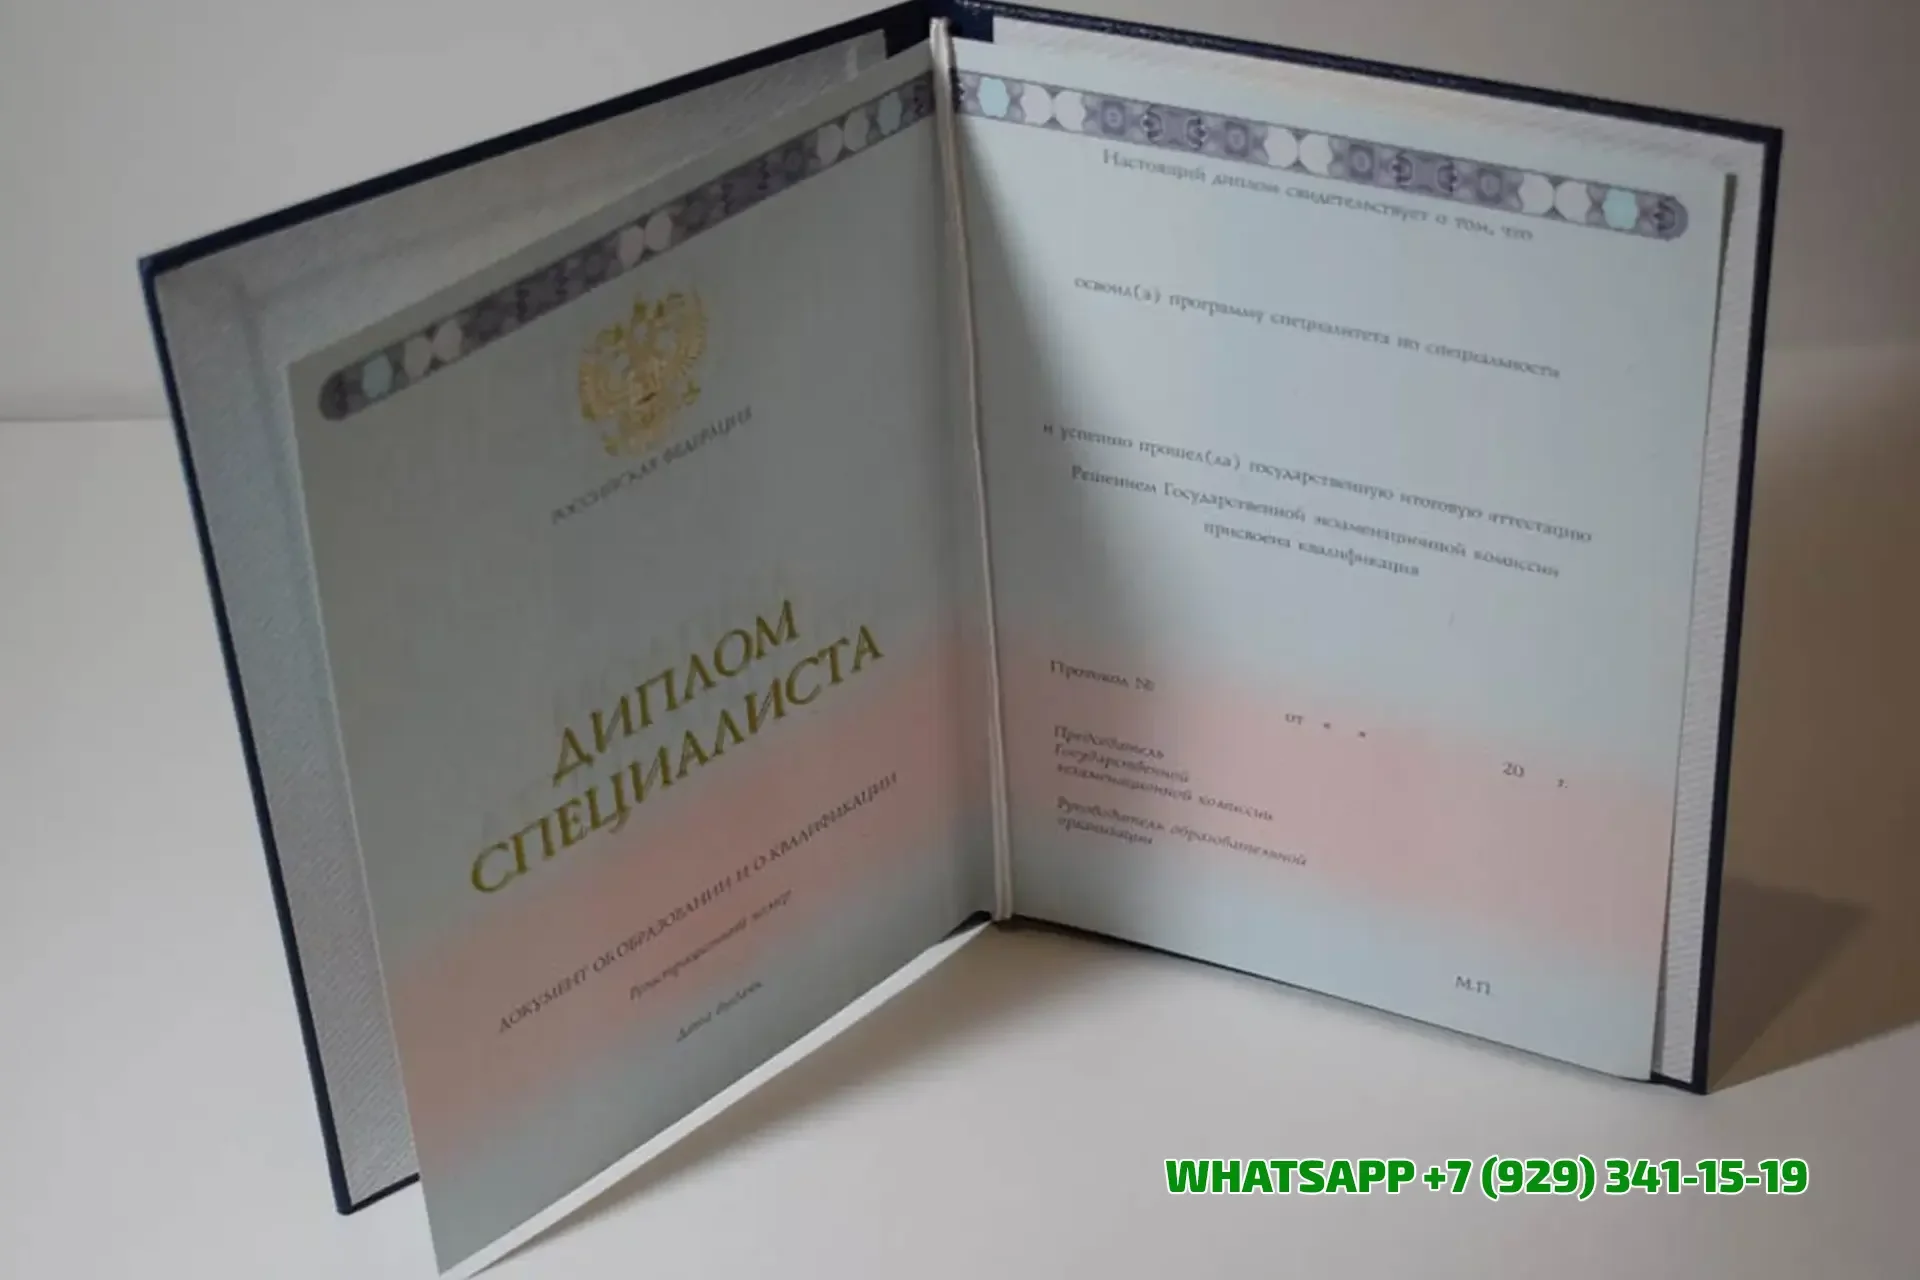 РОССИЙСКАЯ ФЕДЕРАЦИЯ
ДИПЛОМ
СПЕЦИАЛИСТА
ДОКУМЕНТ ОБ ОБРАЗОВАНИИ И О КВАЛИФИКАЦИИ
Регистрационный номер
Дата выдачи
Настоящий диплом свидетельствует о том, что
освоил(а) программу специалитета по специальности
и успешно прошел(ла) государственную итоговую аттестацию
Решением Государственной экзаменационной комиссии
присвоена квалификация
Протокол №
от « »
20 г.
Председатель
Государственной
экзаменационной комиссии
Руководитель образовательной
организации
М.П.
WHATSAPP +7 (929) 341-15-19